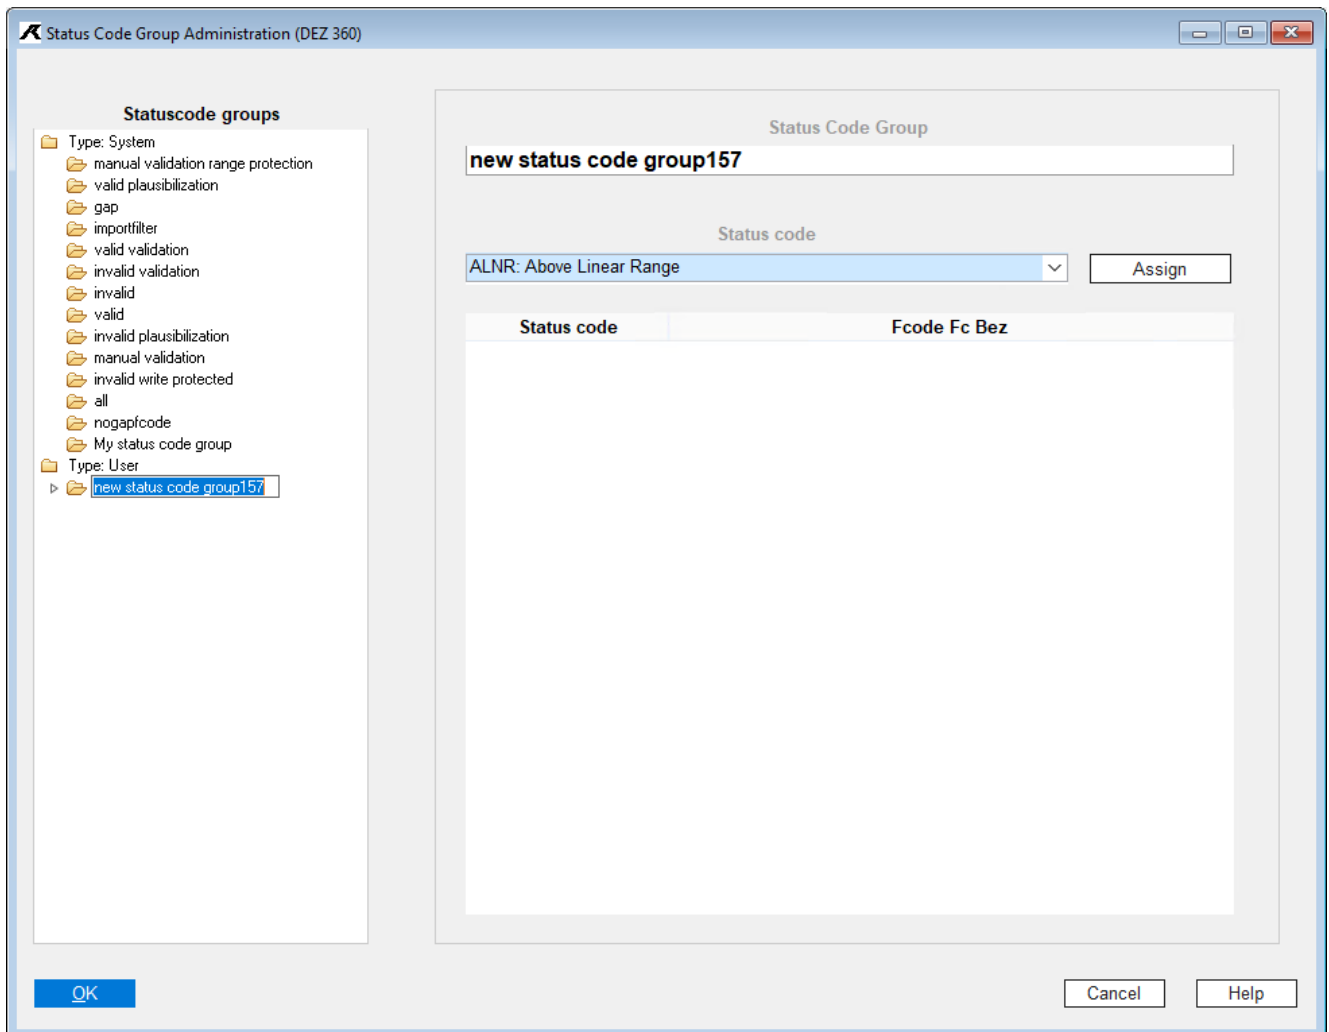 Status Code Group Administration (DEZ 360)
Statuscode groups
Type: System
manual validation range protection
valid plausibilization
gap
importfilter
valid validation
invalid validation
invalid
valid
invalid plausibilization
manual validation
invalid write protected
all
nogapfcode
My status code group
Type: User
new status code group157
Status Code Group
new status code group157
Status code
ALNR: Above Linear Range
Assign
Status code Fcode Fc Bez
OK
Cancel
Help